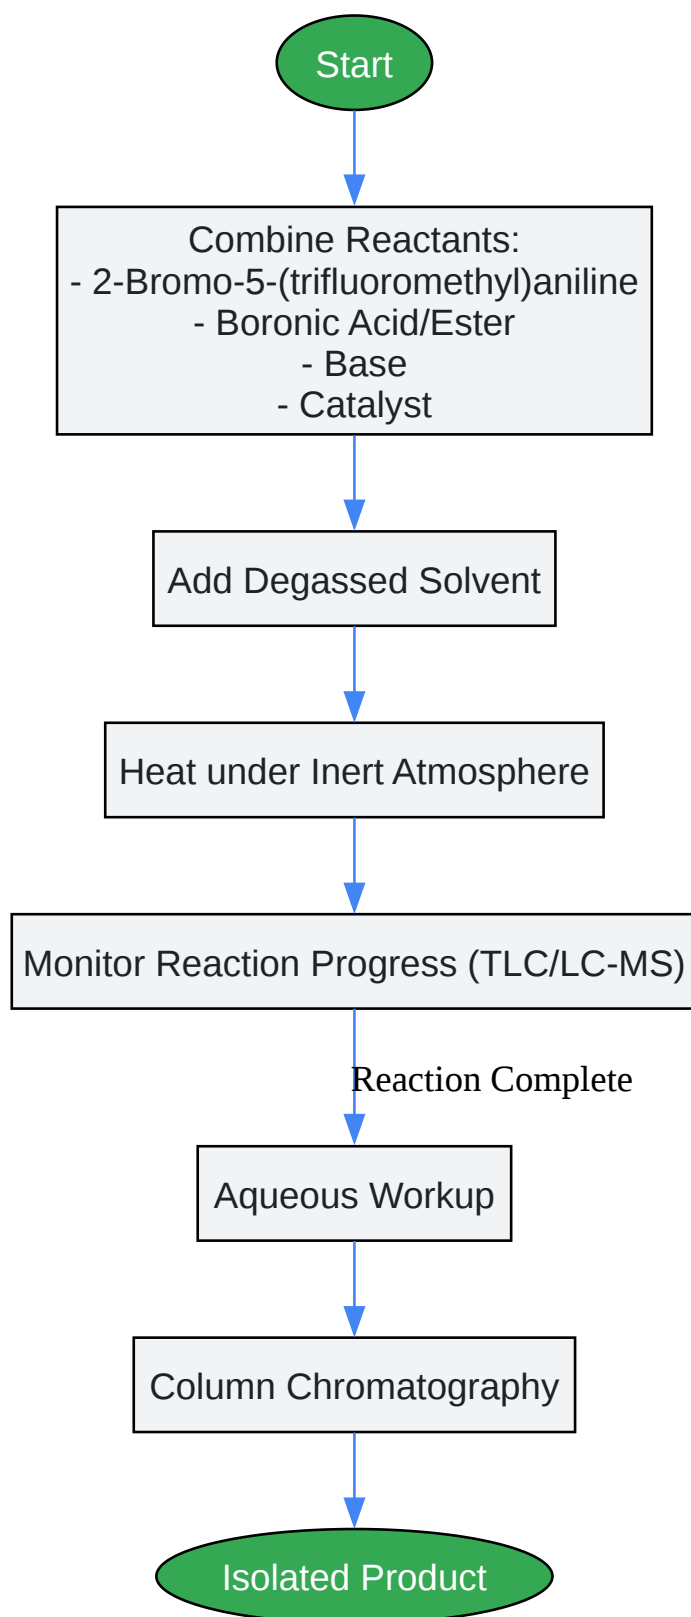 Start
Combine Reactants:
- 2-Bromo-5-(trifluoromethyl)aniline
- Boronic Acid/Ester
- Base
- Catalyst
Add Degassed Solvent
Heat under Inert Atmosphere
Monitor Reaction Progress (TLC/LC-MS)
Reaction Complete
Aqueous Workup
Column Chromatography
Isolated Product